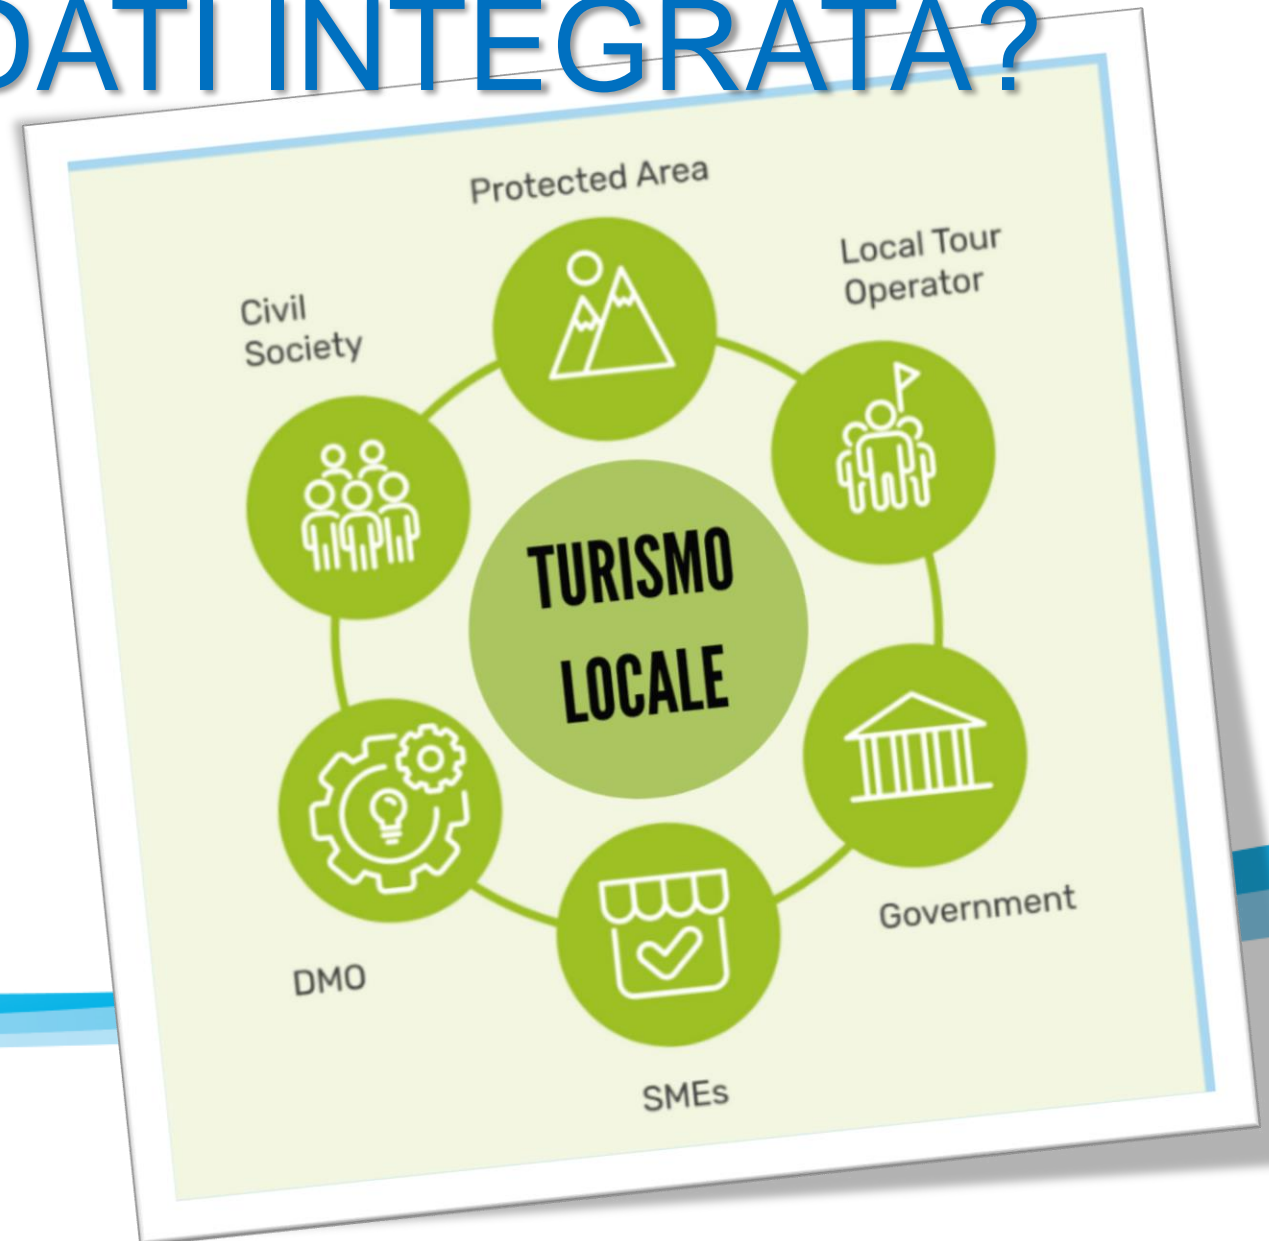 DATI INTEGRATA?
Protected Area
Local Tour
Operator
Civil
Society
TURISMO
LOCALE
Government
DMO
SMEs